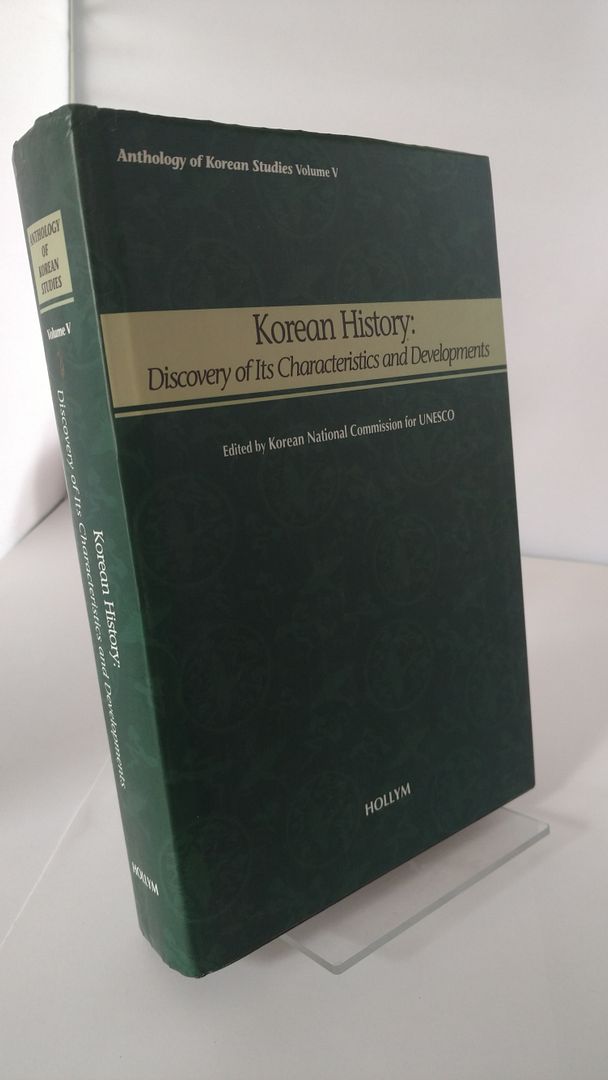 Anthology of Korean Studies Volume V
Korean History:
Discovery of Its Characteristics and Developments
Edited by Korean National Commission for UNESCO
HOLLYM
ANTHOLOGY
OF
KOREAN
STUDIES
Volume V
Korean History:
Discovery of Its Characteristics and Developments
HOLLYM